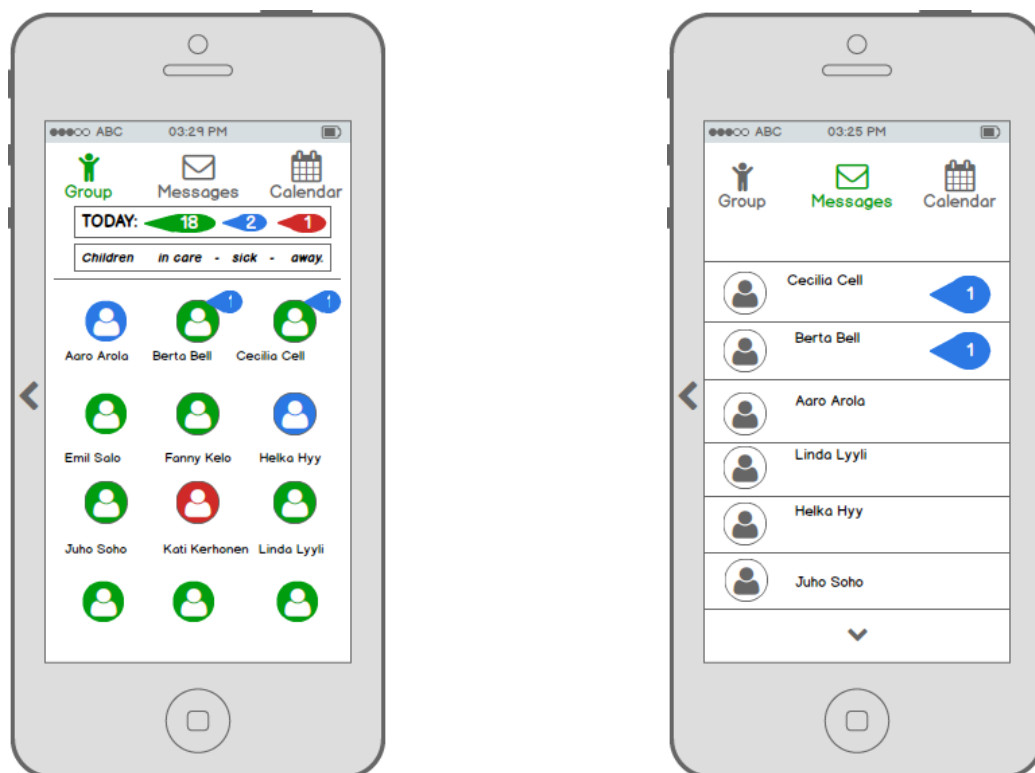 ABC 03:29 PM
Group Messages Calendar
TODAY: 18 2 1
Children in care - sick - away.
1 1
Aaro Arola Berta Bell Cecilia Cell
Emil Salo Fanny Kelo Helka Hyy
Juho Soho Kati Kerhonen Linda Lyyli
ABC 03:25 PM
Group Messages Calendar
Cecilia Cell 1
Berta Bell 1
Aaro Arola
Linda Lyyli
Helka Hyy
Juho Soho